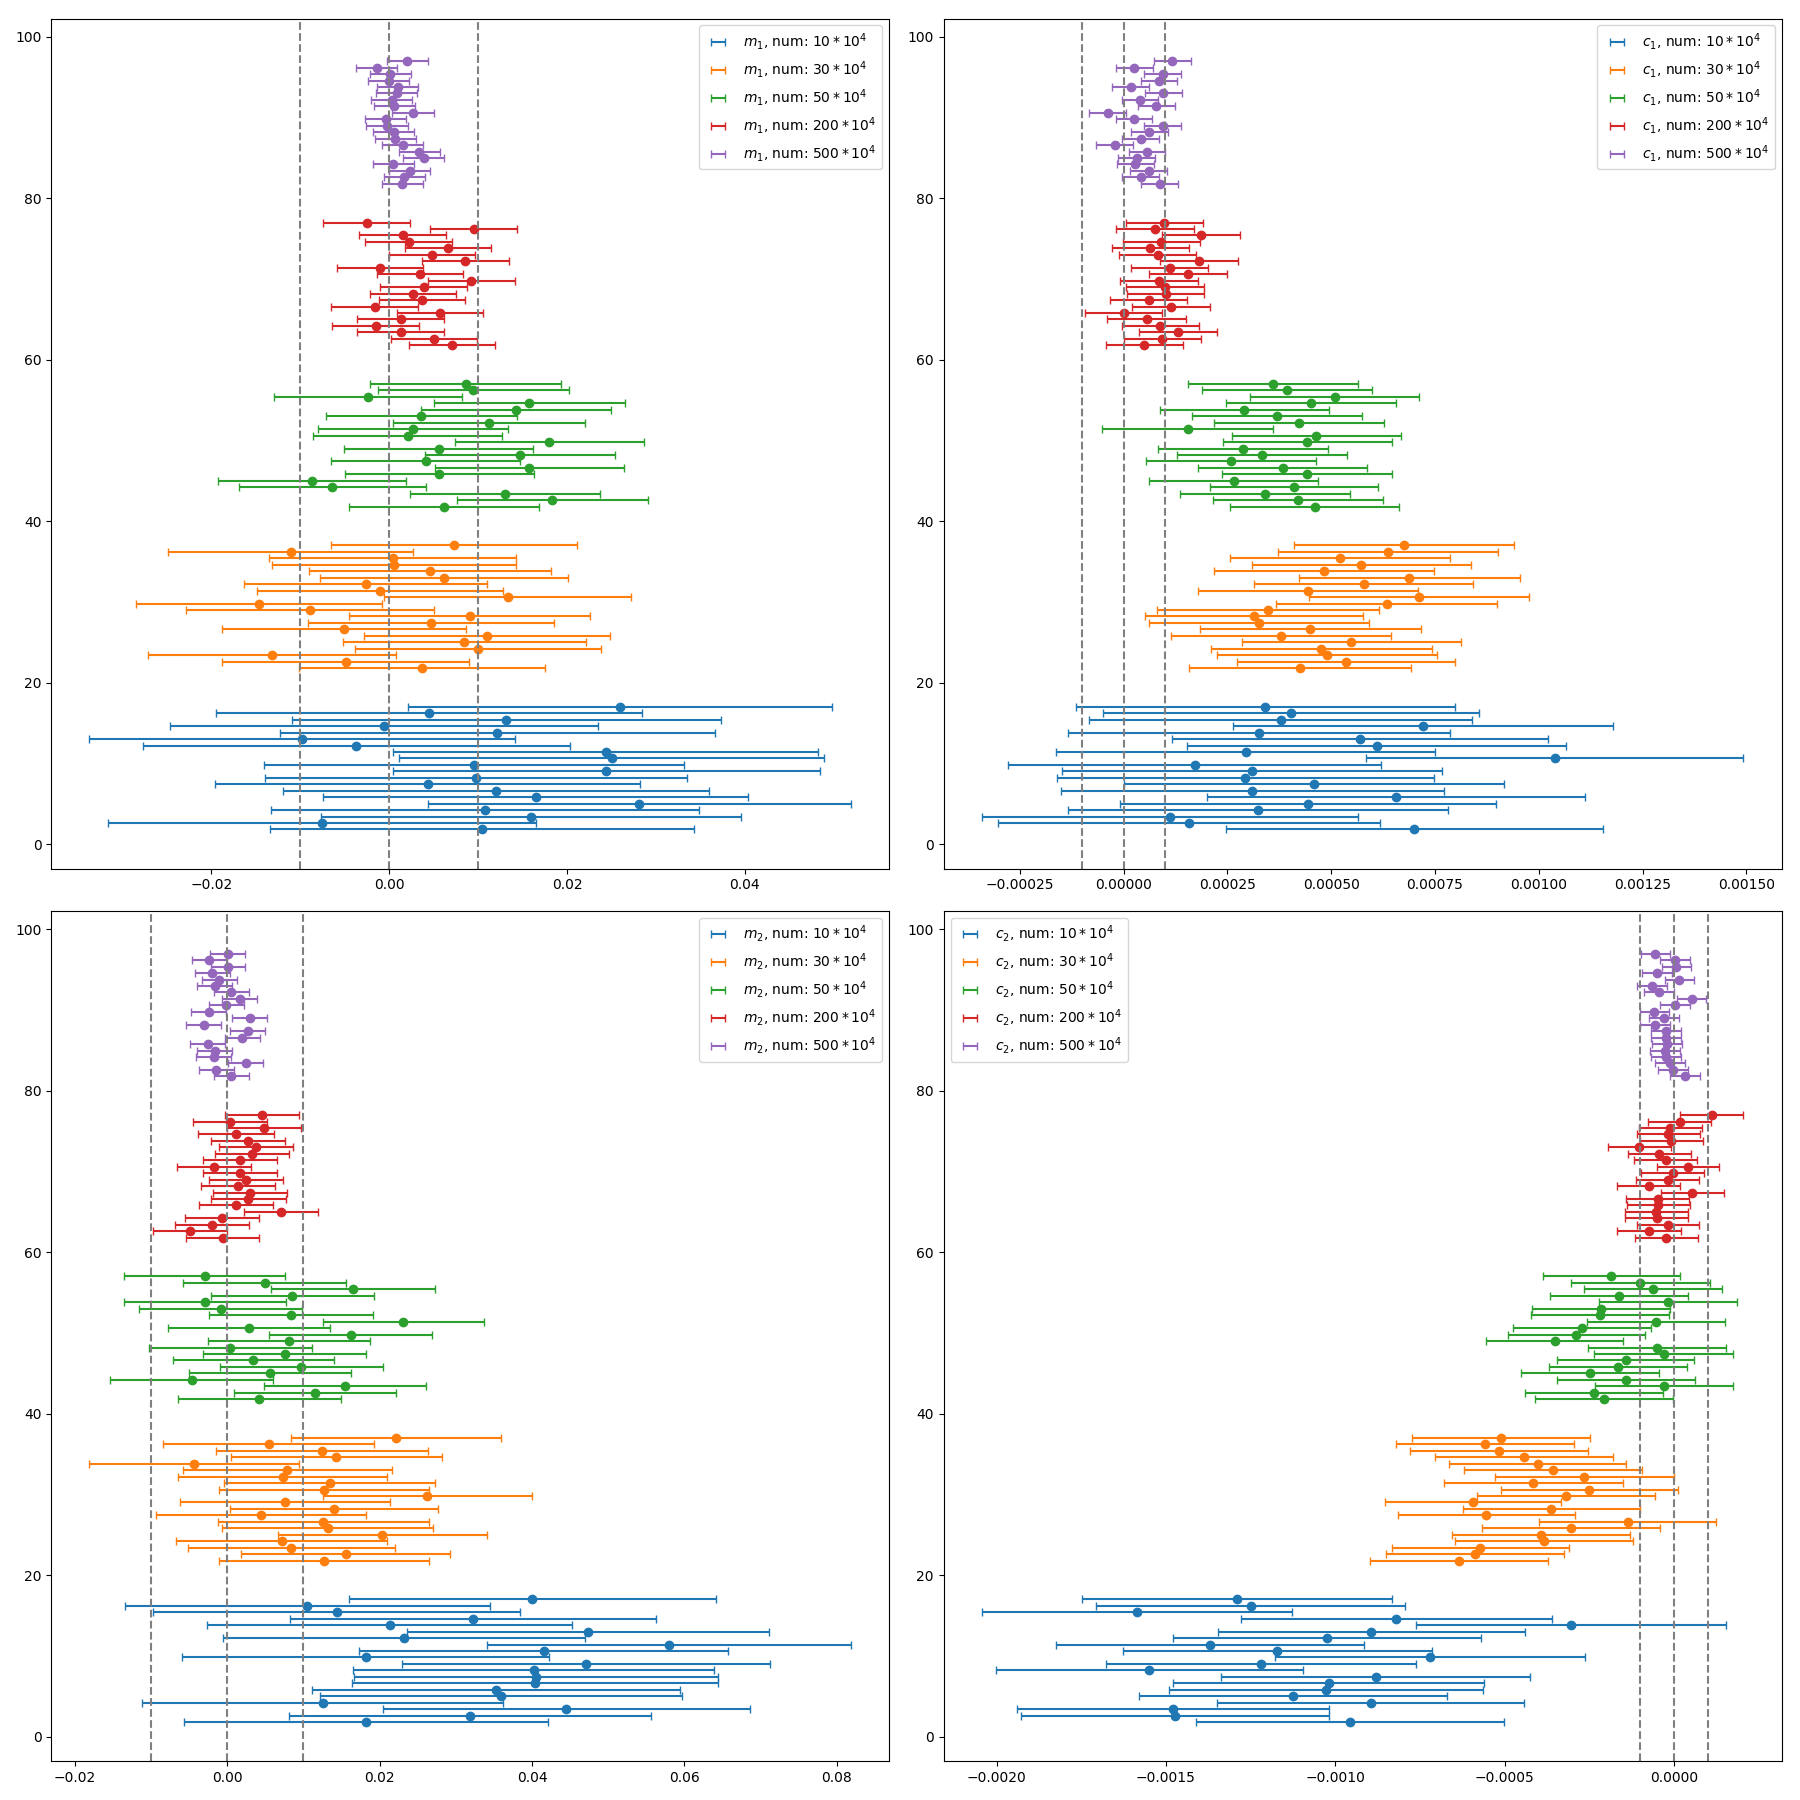 100
80
60
40
20
0
−0.02 0.00 0.02 0.04
m₁, num: 10 * 10⁴
m₁, num: 30 * 10⁴
m₁, num: 50 * 10⁴
m₁, num: 200 * 10⁴
m₁, num: 500 * 10⁴
100
80
60
40
20
0
−0.00025 0.00000 0.00025 0.00050 0.00075 0.00100 0.00125 0.00150
c₁, num: 10 * 10⁴
c₁, num: 30 * 10⁴
c₁, num: 50 * 10⁴
c₁, num: 200 * 10⁴
c₁, num: 500 * 10⁴
100
80
60
40
20
0
−0.02 0.00 0.02 0.04 0.06 0.08
m₂, num: 10 * 10⁴
m₂, num: 30 * 10⁴
m₂, num: 50 * 10⁴
m₂, num: 200 * 10⁴
m₂, num: 500 * 10⁴
100
80
60
40
20
0
−0.0020 −0.0015 −0.0010 −0.0005 0.0000
c₂, num: 10 * 10⁴
c₂, num: 30 * 10⁴
c₂, num: 50 * 10⁴
c₂, num: 200 * 10⁴
c₂, num: 500 * 10⁴